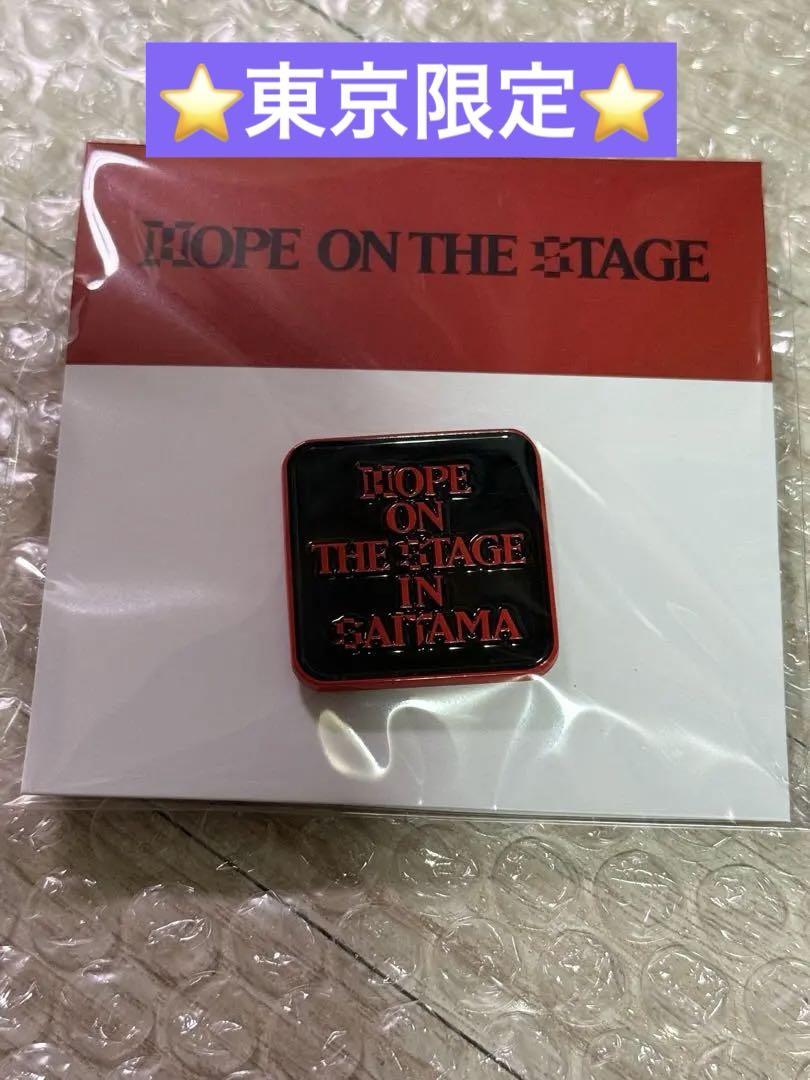 ⭐東京限定⭐
HOPE ON THE STAGE
HOPE
ON
THE STAGE
IN
SAITAMA